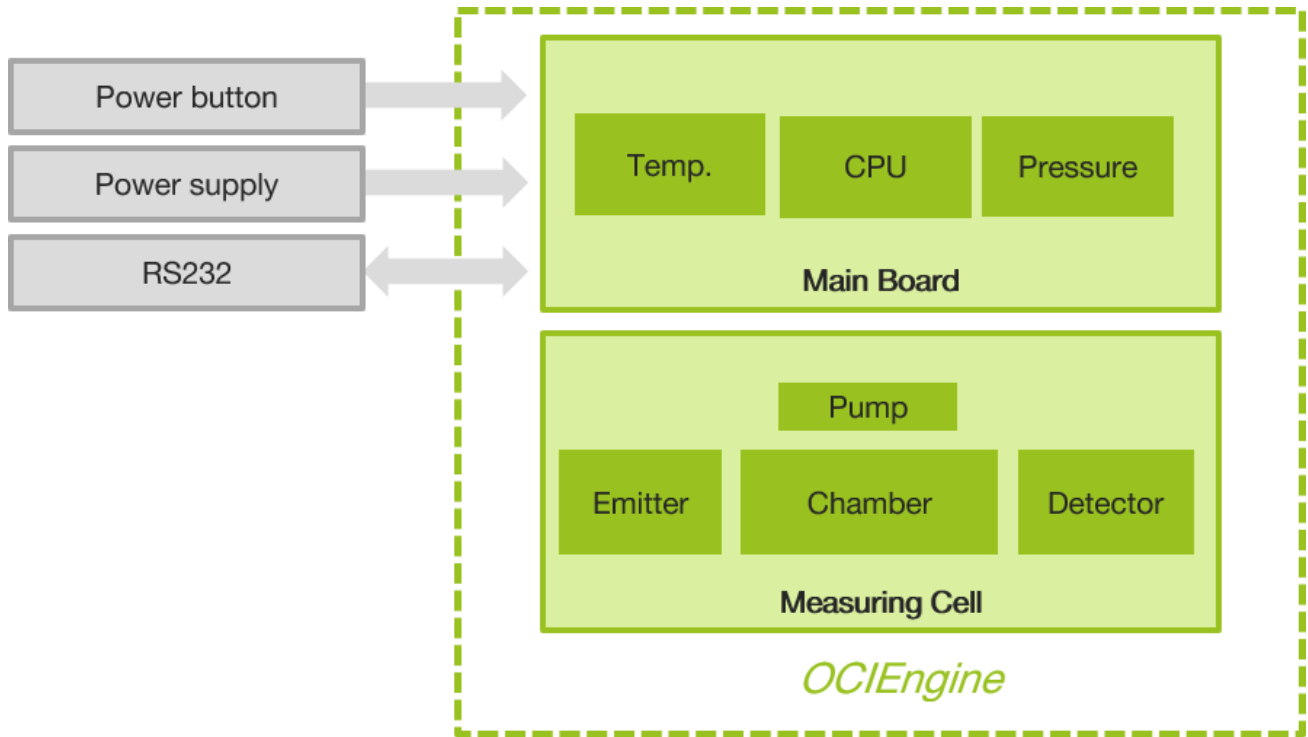 Power button
Power supply
RS232
Temp.
CPU
Pressure
Main Board
Pump
Emitter
Chamber
Detector
Measuring Cell
OCIEngine